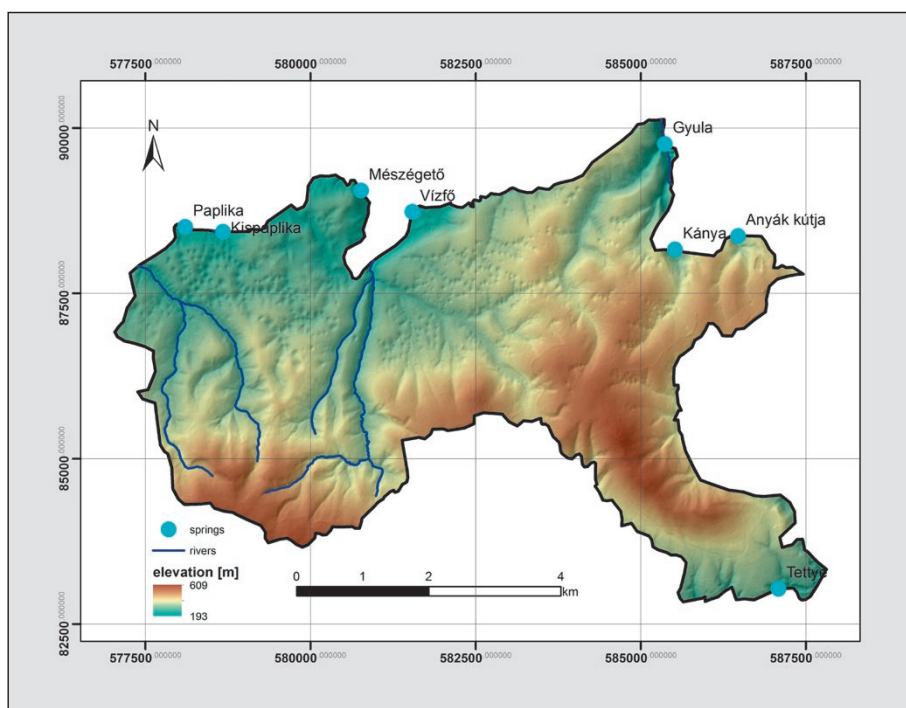 577500.000000 580000.000000 582500.000000 585000.000000 587500.000000
90000.000000
N
Gyula
Mészégető
Vízfő
Paplika
Kispaplika
Anyák kútja
Kánya
87500.000000
85000.000000
springs
rivers
elevation [m]
609
193
0 1 2 4
km
Tettye
82500.000000
577500.000000 580000.000000 582500.000000 585000.000000 587500.000000